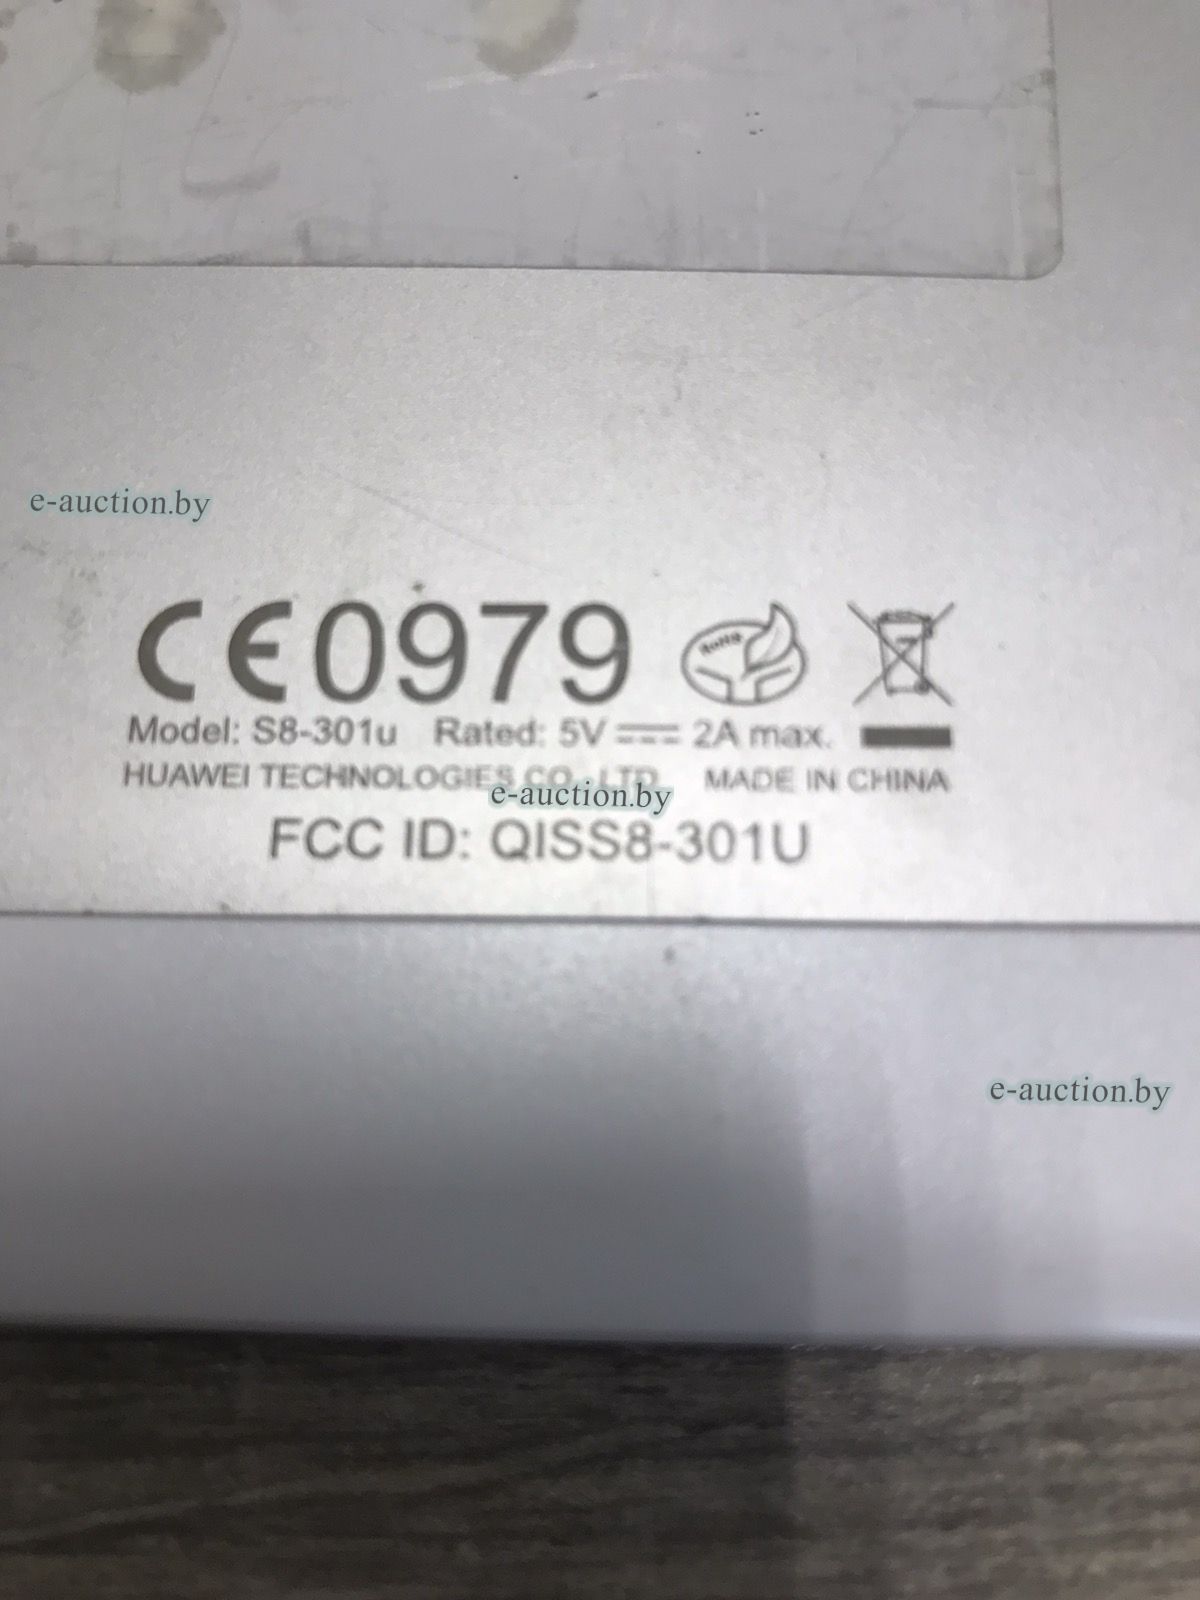 e-auction.by
CE0979
RoHS
Model: S8-301u Rated: 5V 2A max.
HUAWEI TECHNOLOGIES CO., LTD. MADE IN CHINA
e-auction.by
FCC ID: QISS8-301U
e-auction.by